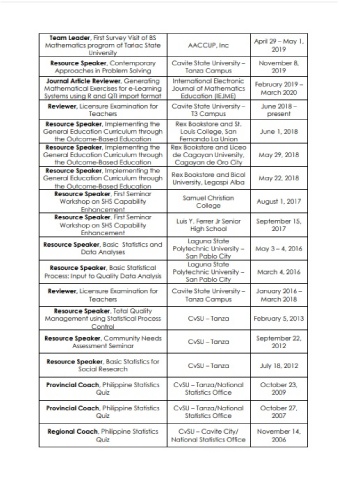 Team Leader, First Survey Visit of BS
Mathematics program of Tarlac State
University
AACCUP, Inc
April 29 – May 1,
2019
Resource Speaker, Contemporary
Approaches in Problem Solving
Cavite State University –
Tanza Campus
November 8,
2019
Journal Article Reviewer, Generating
Mathematical Exercises for e-Learning
Systems using R and QTI import format
International Electronic
Journal of Mathematics
Education (IEJME)
February 2019 –
March 2020
Reviewer, Licensure Examination for
Teachers
Cavite State University –
T3 Campus
June 2018 –
present
Resource Speaker, Implementing the
General Education Curriculum through
the Outcome-Based Education
Rex Bookstore and St.
Louis College, San
Fernando La Union
June 1, 2018
Resource Speaker, Implementing the
General Education Curriculum through
the Outcome-Based Education
Rex Bookstore and Liceo
de Cagayan University,
Cagayan de Oro City
May 29, 2018
Resource Speaker, Implementing the
General Education Curriculum through
the Outcome-Based Education
Rex Bookstore and Bicol
University, Legaspi Alba
May 22, 2018
Resource Speaker, First Seminar
Workshop on SHS Capability
Enhancement
Samuel Christian
College
August 1, 2017
Resource Speaker, First Seminar
Workshop on SHS Capability
Enhancement
Luis Y. Ferrer Jr Senior
High School
September 15,
2017
Resource Speaker, Basic Statistics and
Data Analyses
Laguna State
Polytechnic University –
San Pablo City
May 3 – 4, 2016
Resource Speaker, Basic Statistical
Process: Input to Quality Data Analysis
Laguna State
Polytechnic University –
San Pablo City
March 4, 2016
Reviewer, Licensure Examination for
Teachers
Cavite State University –
Tanza Campus
January 2016 –
March 2018
Resource Speaker, Total Quality
Management using Statistical Process
Control
CvSU – Tanza
February 5, 2013
Resource Speaker, Community Needs
Assessment Seminar
CvSU – Tanza
September 22,
2012
Resource Speaker, Basic Statistics for
Social Research
CvSU – Tanza
July 18, 2012
Provincial Coach, Philippine Statistics
Quiz
CvSU – Tanza/National
Statistics Office
October 23,
2009
Provincial Coach, Philippine Statistics
Quiz
CvSU – Tanza/National
Statistics Office
October 27,
2007
Regional Coach, Philippine Statistics
Quiz
CvSU – Cavite City/
National Statistics Office
November 14,
2006